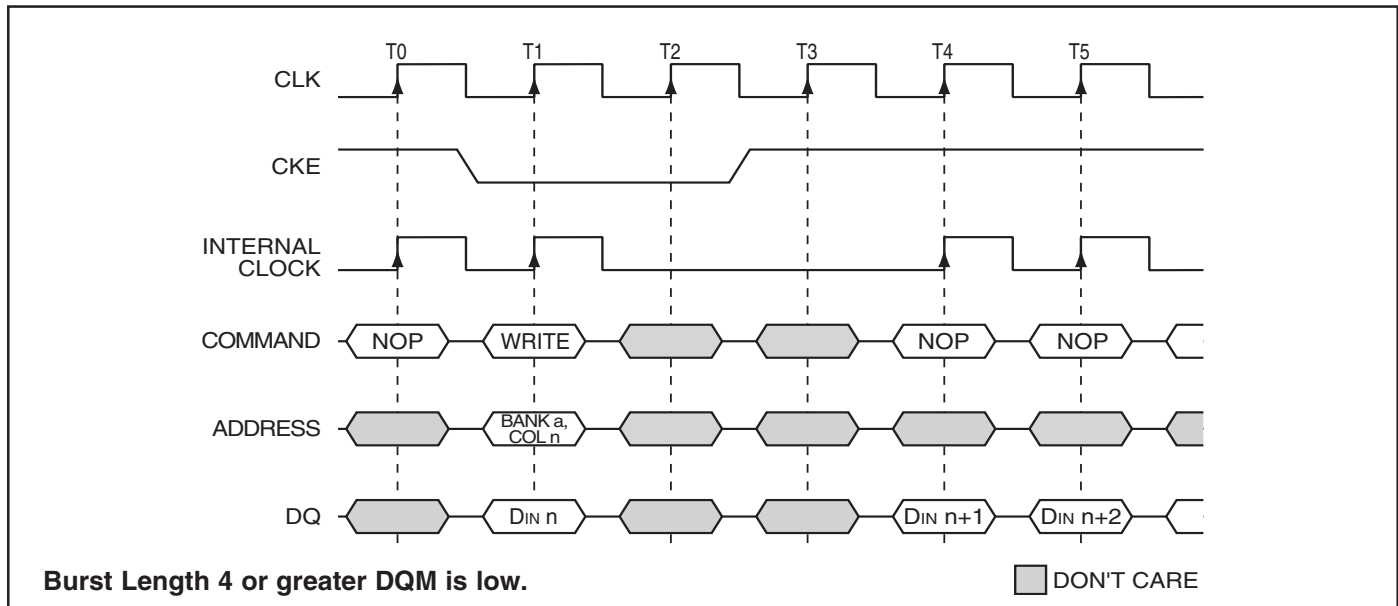 T0 T1 T2 T3 T4 T5
CLK
CKE
INTERNAL
CLOCK
COMMAND NOP WRITE NOP NOP
ADDRESS BANK a,
COL n
DQ DIN n DIN n+1 DIN n+2
Burst Length 4 or greater DQM is low. DON'T CARE